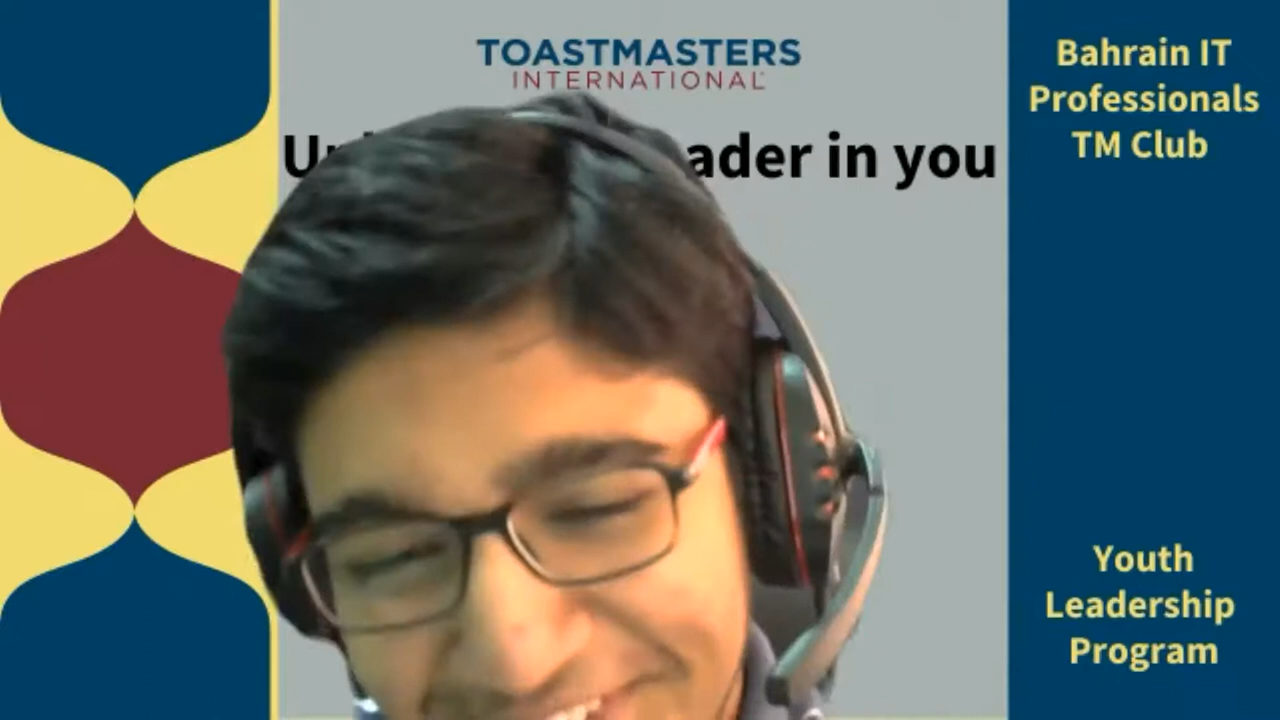 TOASTMASTERS
INTERNATIONAL
ader in you
Bahrain IT
Professionals
TM Club
Youth
Leadership
Program